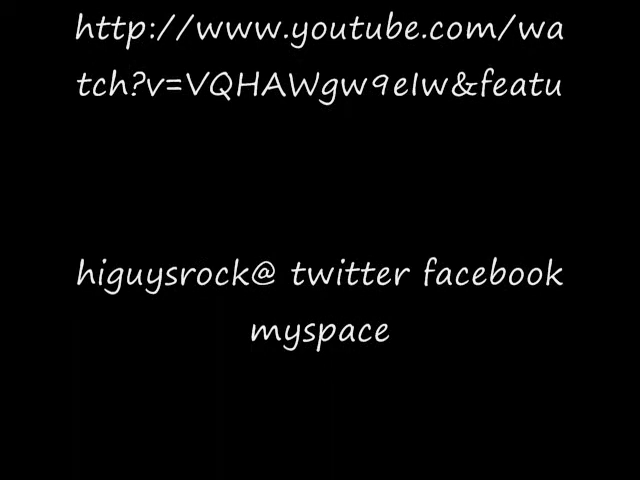 http://www.youtube.com/wa
tch?v=VQHAWgw9eIw&featu
higuysrock@ twitter facebook
myspace